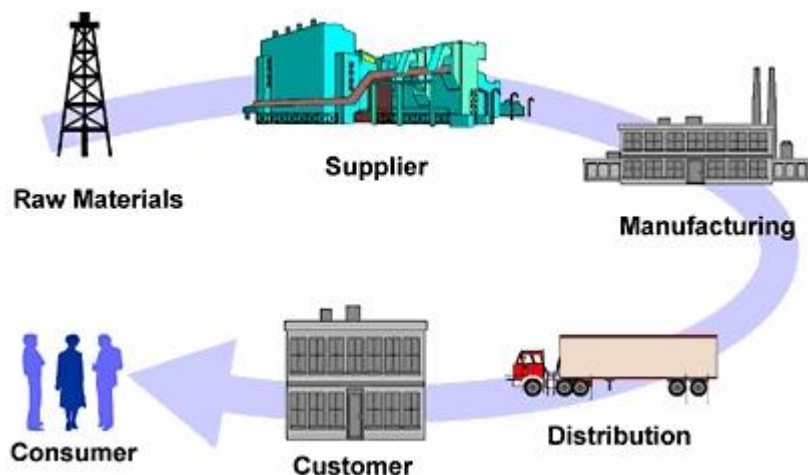 Raw Materials
Supplier
Manufacturing
Distribution
Customer
Consumer